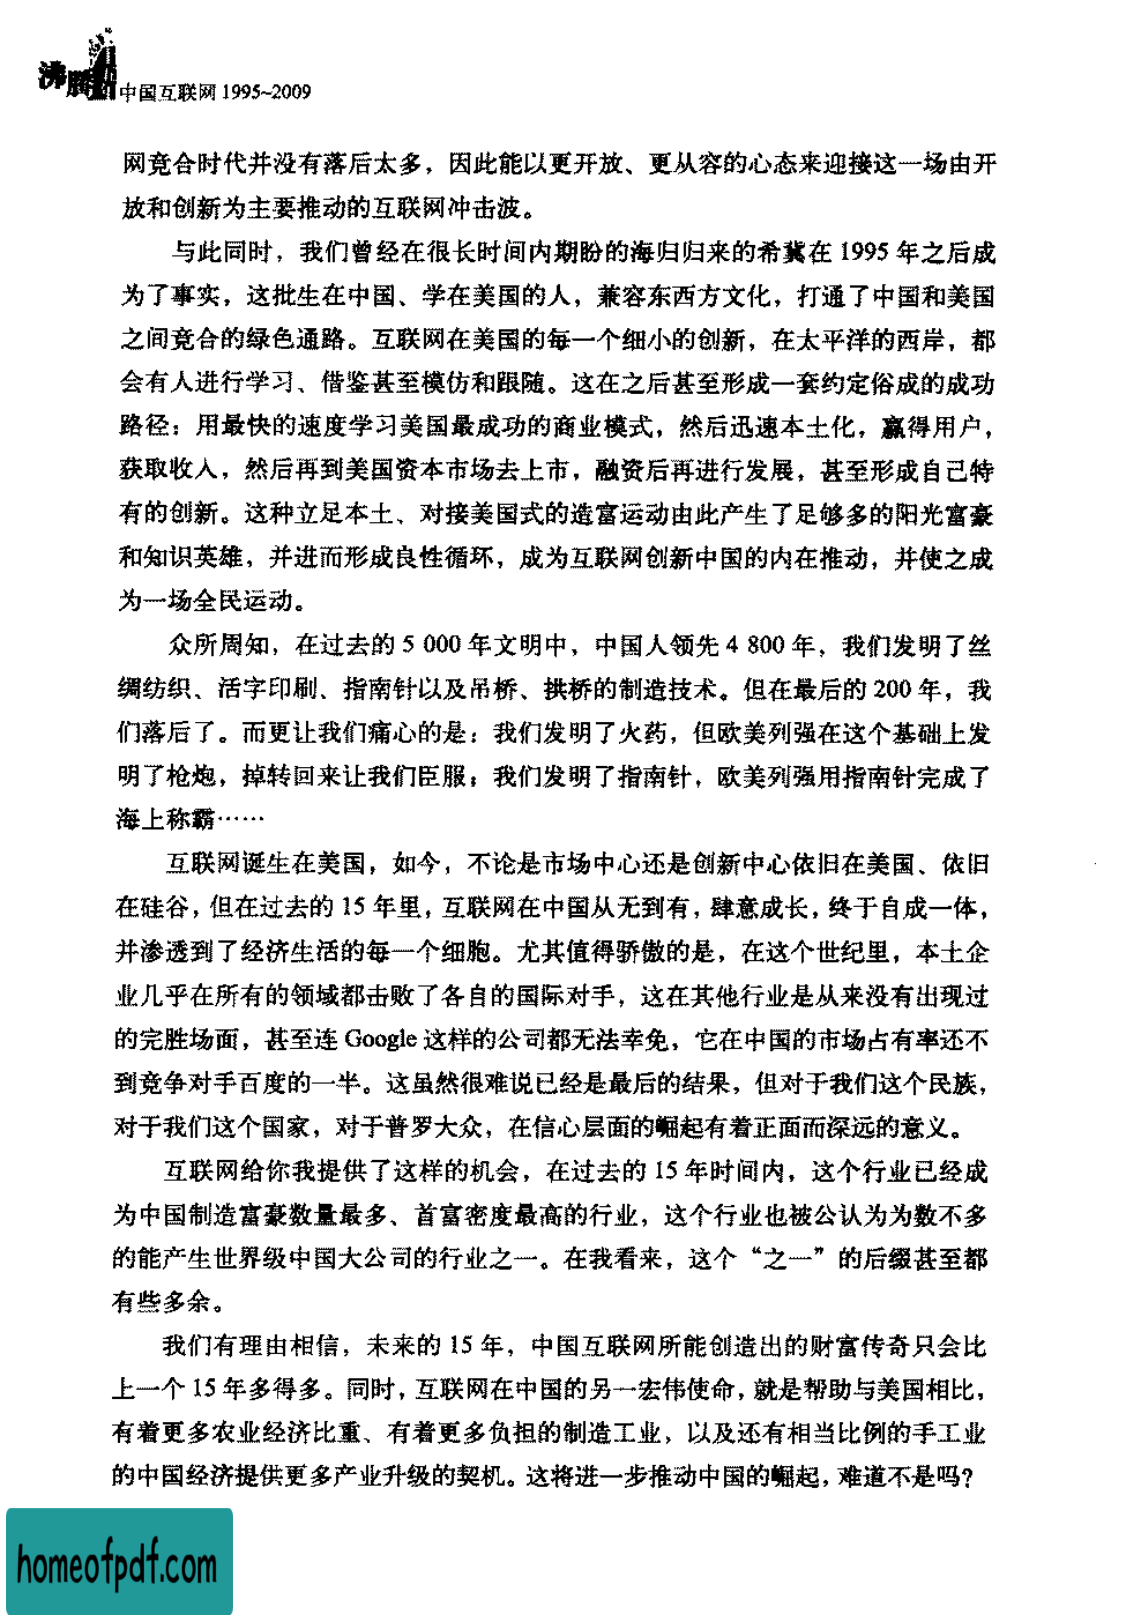 沸腾
中国互联网 1995~2009
网竞合时代并没有落后太多，因此能以更开放、更从容的心态来迎接这一场由开
放和创新为主要推动的互联网冲击波。
与此同时，我们曾经在很长时间内期盼的海归归来的希冀在 1995 年之后成
为了事实，这批生在中国、学在美国的人，兼容东西方文化，打通了中国和美国
之间竞合的绿色通路。互联网在美国的每一个细小的创新，在太平洋的西岸，都
会有人进行学习、借鉴甚至模仿和跟随。这在之后甚至形成一套约定俗成的成功
路径：用最快的速度学习美国最成功的商业模式，然后迅速本土化，赢得用户，
获取收入，然后再到美国资本市场去上市，融资后再进行发展，甚至形成自己特
有的创新。这种立足本土、对接美国式的造富运动由此产生了足够多的阳光富豪
和知识英雄，并进而形成良性循环，成为互联网创新中国的内在推动，并使之成
为一场全民运动。
众所周知，在过去的 5 000 年文明中，中国人领先 4 800 年，我们发明了丝
绸纺织、活字印刷、指南针以及吊桥、拱桥的制造技术。但在最后的 200 年，我
们落后了。而更让我们痛心的是：我们发明了火药，但欧美列强在这个基础上发
明了枪炮，掉转回来让我们臣服；我们发明了指南针，欧美列强用指南针完成了
海上称霸……
互联网诞生在美国，如今，不论是市场中心还是创新中心依旧在美国、依旧
在硅谷，但在过去的 15 年里，互联网在中国从无到有，肆意成长，终于自成一体，
并渗透到了经济生活的每一个细胞。尤其值得骄傲的是，在这个世纪里，本土企
业几乎在所有的领域都击败了各自的国际对手，这在其他行业是从来没有出现过
的完胜场面，甚至连 Google 这样的公司都无法幸免，它在中国的市场占有率还不
到竞争对手百度的一半。这虽然很难说已经是最后的结果，但对于我们这个民族，
对于我们这个国家，对于普罗大众，在信心层面的崛起有着正面而深远的意义。
互联网给你我提供了这样的机会，在过去的 15 年时间内，这个行业已经成
为中国制造富豪数量最多、首富密度最高的行业，这个行业也被公认为为数不多
的能产生世界级中国大公司的行业之一。在我看来，这个“之一”的后缀甚至都
有些多余。
我们有理由相信，未来的 15 年，中国互联网所能创造出的财富传奇只会比
上一个 15 年多得多。同时，互联网在中国的另一宏伟使命，就是帮助与美国相比，
有着更多农业经济比重、有着更多负担的制造工业，以及还有相当比例的手工业
的中国经济提供更多产业升级的契机。这将进一步推动中国的崛起，难道不是吗？
homeofpdf.com